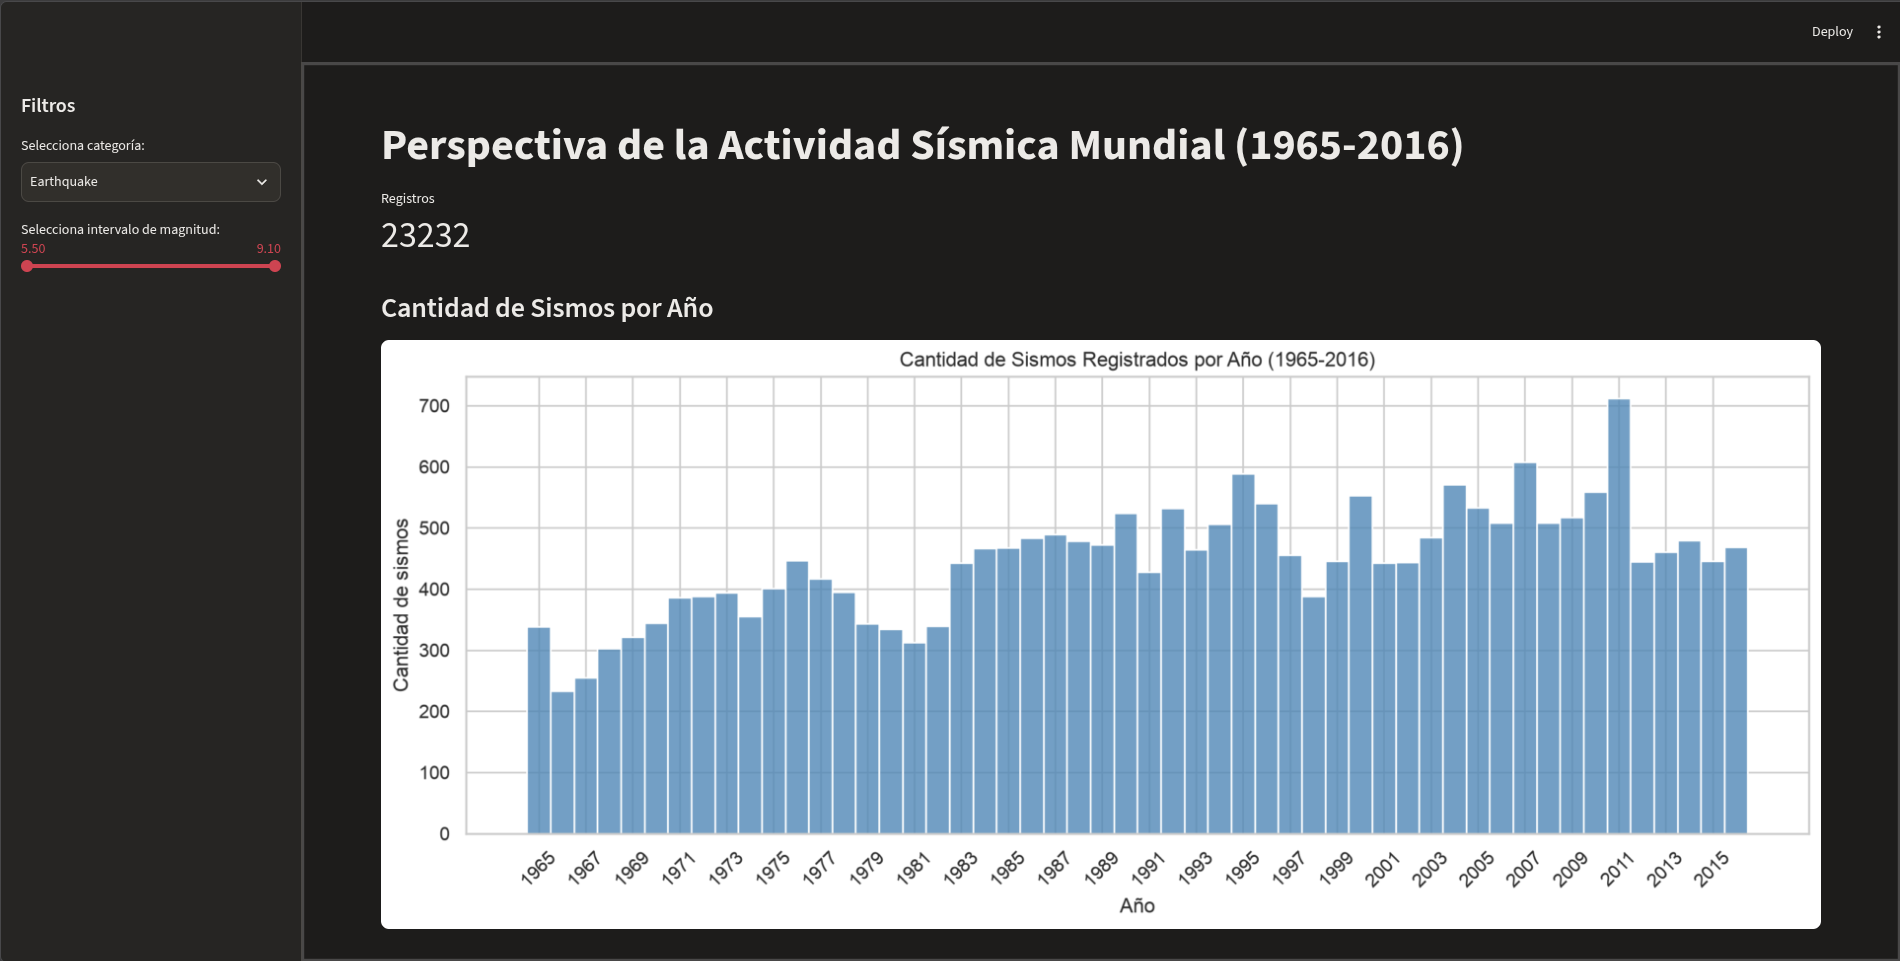 Deploy
Filtros
Selecciona categoría:
Earthquake
Selecciona intervalo de magnitud:
5.50 9.10
Perspectiva de la Actividad Sísmica Mundial (1965-2016)
Registros
23232
Cantidad de Sismos por Año
Cantidad de Sismos Registrados por Año (1965-2016)
Cantidad de sismos
700
600
500
400
300
200
100
0
1965 1967 1969 1971 1973 1975 1977 1979 1981 1983 1985 1987 1989 1991 1993 1995 1997 1999 2001 2003 2005 2007 2009 2011 2013 2015
Año